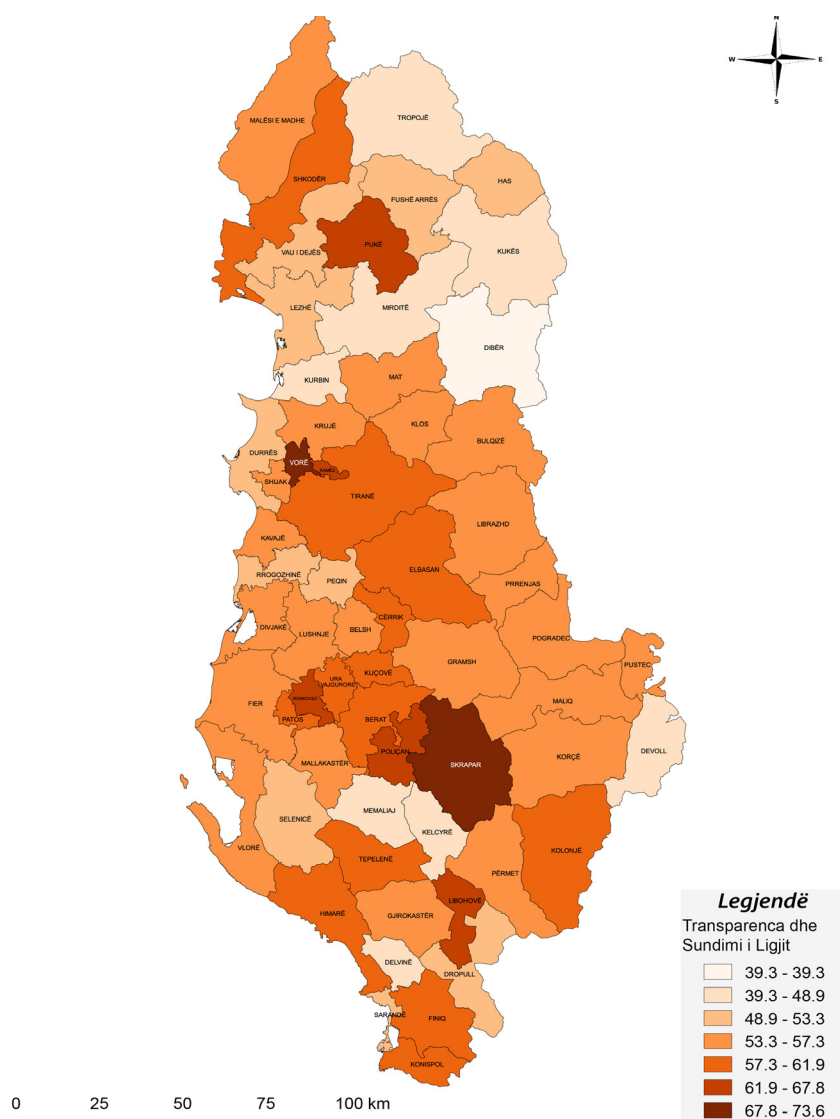 N
W E
S
MALËSI E MADHE
TROPOJË
SHKODËR
HAS
FUSHË ARRËS
PUKË
KUKËS
VAU I DEJËS
LEZHË
MIRDITË
DIBËR
KURBIN
MAT
KRUJË
KLOS
BULQIZË
DURRËS
VORË
KAMËZ
SHIJAK
TIRANË
LIBRAZHD
KAVAJË
ELBASAN
RROGOZHINË
PEQIN
PRRENJAS
CËRRIK
DIVJAKË
LUSHNJE
BELSH
POGRADEC
GRAMSH
PUSTEC
KUÇOVË
URA
VAJGURORE
ROSKOVEC
FIER
MALIQ
PATOS
BERAT
DEVOLL
POLIÇAN
KORÇË
MALLAKASTËR
SKRAPAR
MEMALIAJ
SELENICË
KELCYRË
VLORË
TEPELENË
KOLONJË
PËRMET
LIBOHOVË
HIMARË
GJIROKASTËR
DELVINË
DROPULL
SARANDË
FINIQ
KONISPOL
Legjendë
Transparenca dhe
Sundimi i Ligjit
39.3 - 39.3
39.3 - 48.9
48.9 - 53.3
53.3 - 57.3
57.3 - 61.9
61.9 - 67.8
67.8 - 73.6
0 25 50 75 100 km